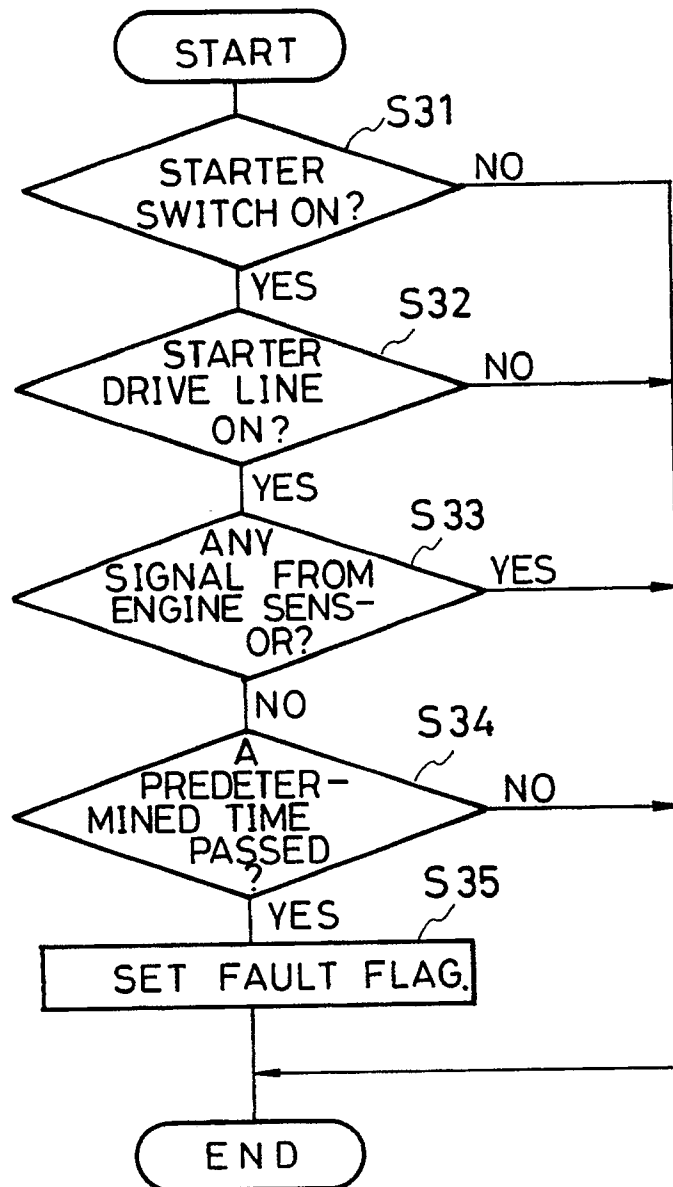 START
S31
STARTER
SWITCH ON?
NO
YES
S32
STARTER
DRIVE LINE
ON?
NO
YES
S33
ANY
SIGNAL FROM
ENGINE SENS-
OR?
YES
NO
S34
A
PREDETER-
MINED TIME
PASSED
?
NO
YES
S35
SET FAULT FLAG.
END